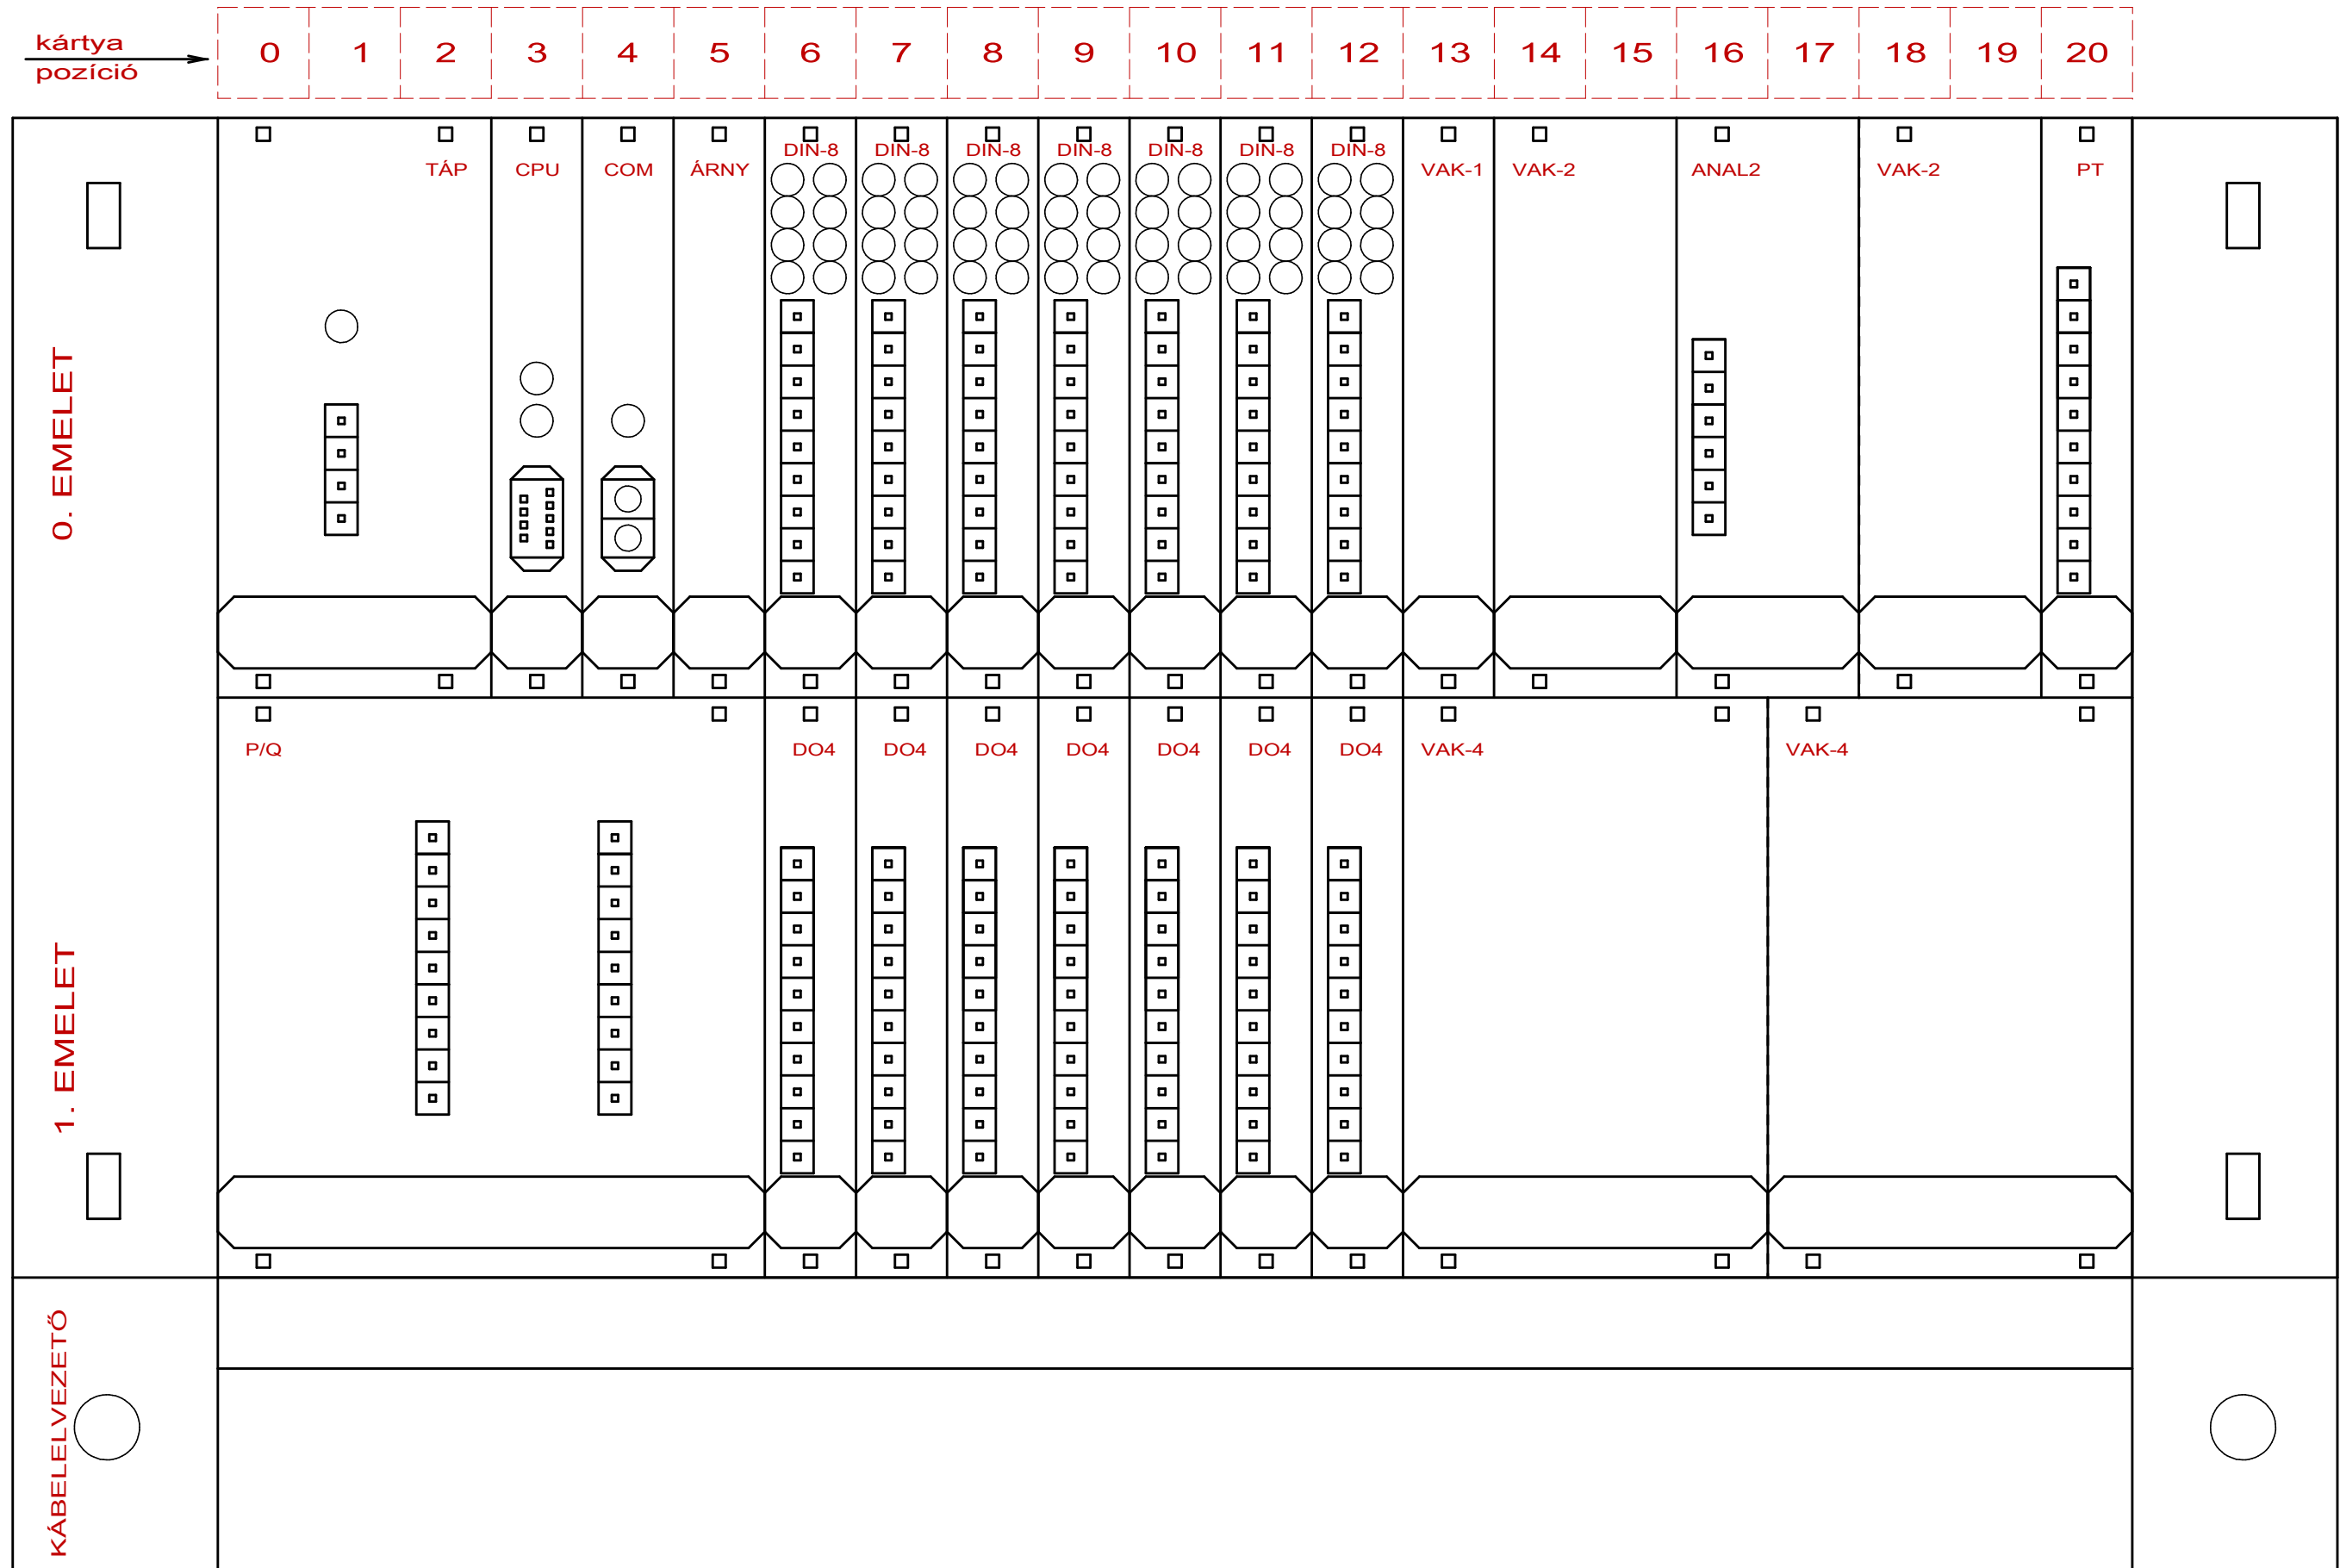 kártya
pozíció
0 1 2 3 4 5 6 7 8 9 10 11 12 13 14 15 16 17 18 19 20
0. EMELET
TÁP CPU COM ÁRNY DIN-8 DIN-8 DIN-8 DIN-8 DIN-8 DIN-8 DIN-8 VAK-1 VAK-2 ANAL2 VAK-2 PT
1. EMELET
P/Q DO4 DO4 DO4 DO4 DO4 DO4 DO4 VAK-4 VAK-4
KÁBELELVEZETŐ